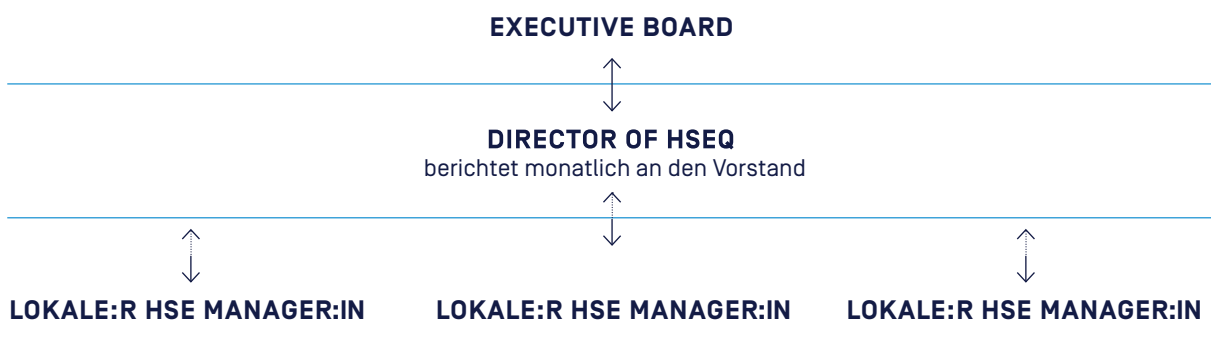 EXECUTIVE BOARD
DIRECTOR OF HSEQ
berichtet monatlich an den Vorstand
LOKALE:R HSE MANAGER:IN
LOKALE:R HSE MANAGER:IN
LOKALE:R HSE MANAGER:IN